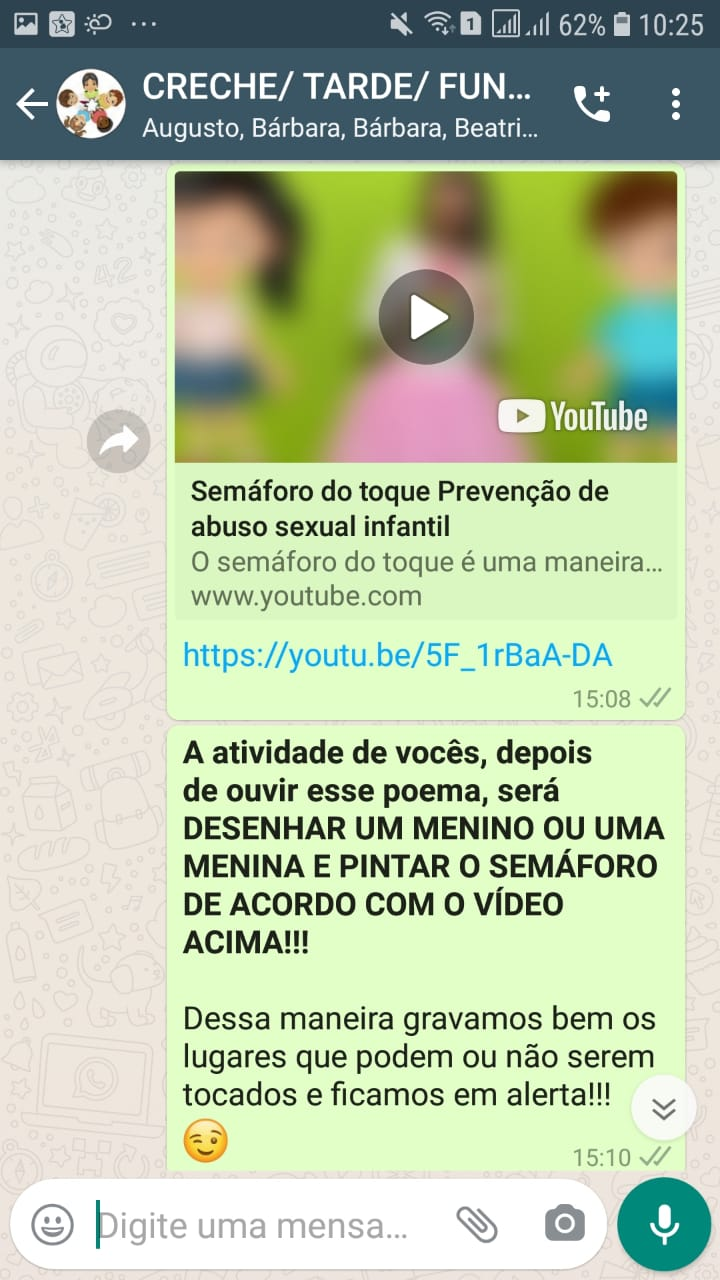 1 62% 10:25
CRECHE/ TARDE/ FUN...
Augusto, Bárbara, Bárbara, Beatri...
YouTube
Semáforo do toque Prevenção de
abuso sexual infantil
O semáforo do toque é uma maneira...
www.youtube.com
https://youtu.be/5F_1rBaA-DA
15:08
A atividade de vocês, depois
de ouvir esse poema, será
DESENHAR UM MENINO OU UMA
MENINA E PINTAR O SEMÁFORO
DE ACORDO COM O VÍDEO
ACIMA!!!
Dessa maneira gravamos bem os
lugares que podem ou não serem
tocados e ficamos em alerta!!!
😉
15:10
Digite uma mensa...